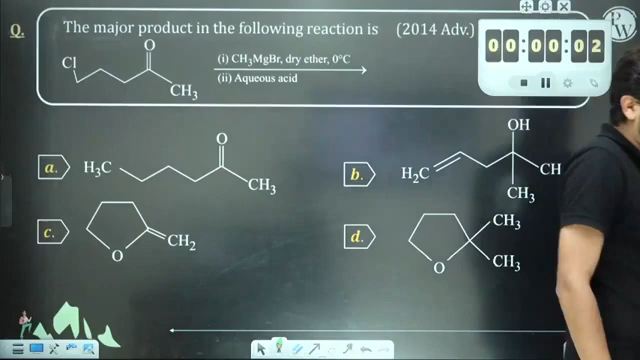 Q. The major product in the following reaction is (2014 Adv.)
00:00:02
Cl O CH3
(i) CH3MgBr, dry ether, 0°C
(ii) Aqueous acid
a. H3C O CH3
b. H2C OH CH CH3
c. O CH2
d. O CH3 CH3
PW